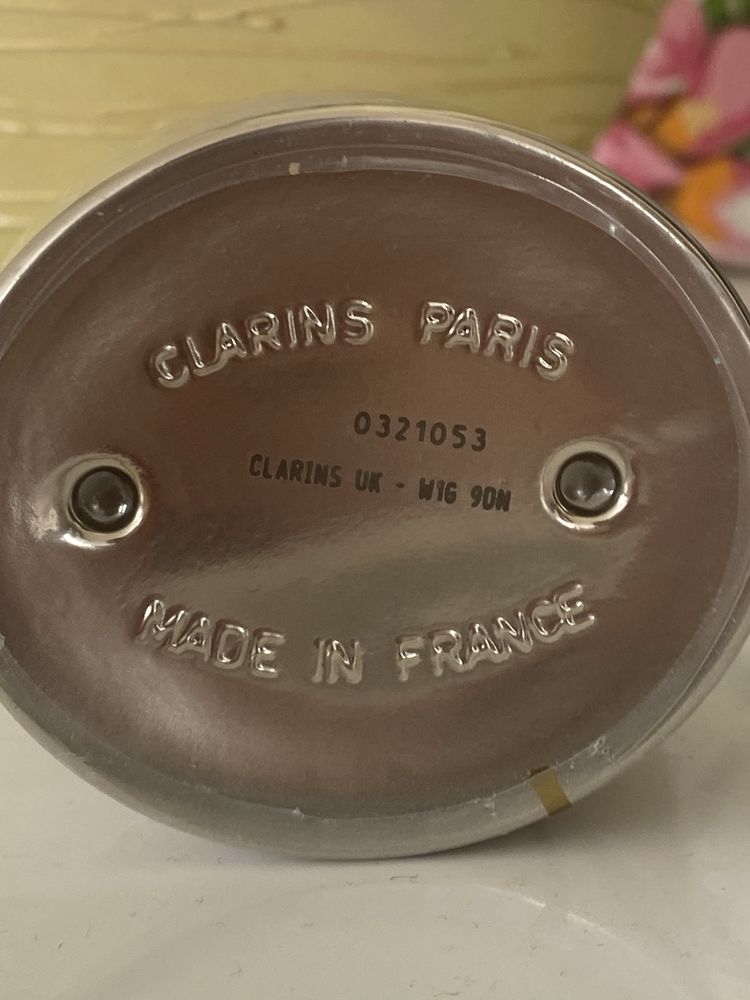 CLARINS PARIS
0321053
CLARINS UK - W1G 9DN
MADE IN FRANCE